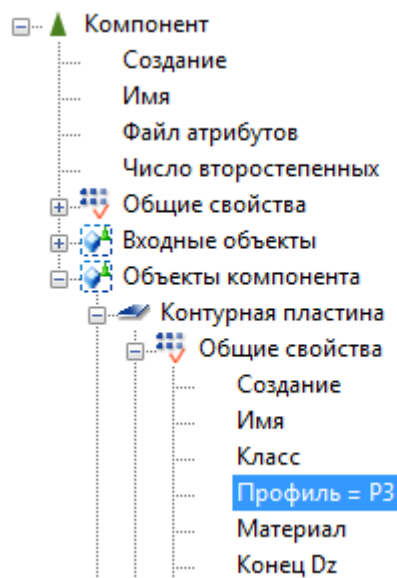 Компонент
Создание
Имя
Файл атрибутов
Число второстепенных
Общие свойства
Входные объекты
Объекты компонента
Контурная пластина
Общие свойства
Создание
Имя
Класс
Профиль = P3
Материал
Конец Dz